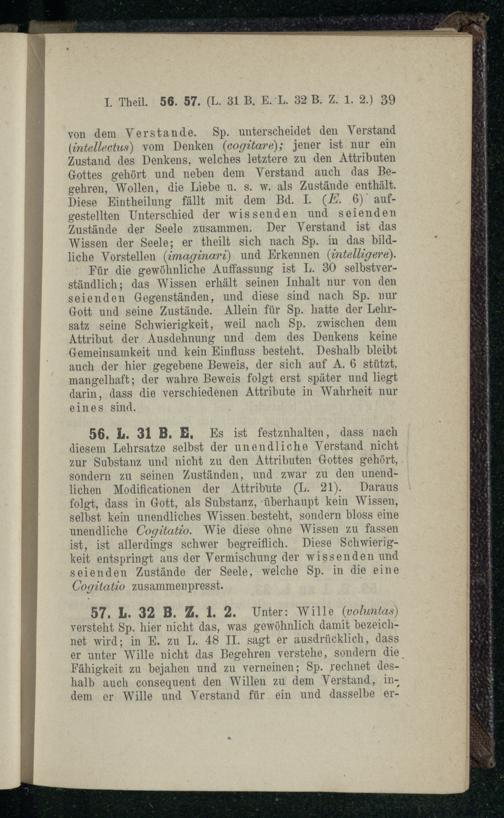 I. Theil. 56. 57. (L. 31 B. E. L. 32 B. Z. 1. 2.) 39
von dem Verstande. Sp. unterscheidet den Verstand
(intellectus) vom Denken (cogitare); jener ist nur ein
Zustand des Denkens, welches letztere zu den Attributen
Gottes gehört und neben dem Verstand auch das Be-
gehren, Wollen, die Liebe u. s. w. als Zustände enthält.
Diese Eintheilung fällt mit dem Bd. I. (E. 6) auf-
gestellten Unterschied der wissenden und seienden
Zustände der Seele zusammen. Der Verstand ist das
Wissen der Seele; er theilt sich nach Sp. in das bild-
liche Vorstellen (imaginari) und Erkennen (intelligere).
Für die gewöhnliche Auffassung ist L. 30 selbstver-
ständlich; das Wissen erhält seinen Inhalt nur von den
seienden Gegenständen, und diese sind nach Sp. nur
Gott und seine Zustände. Allein für Sp. hatte der Lehr-
satz seine Schwierigkeit, weil nach Sp. zwischen dem
Attribut der Ausdehnung und dem des Denkens keine
Gemeinsamkeit und kein Einfluss besteht. Deshalb bleibt
auch der hier gegebene Beweis, der sich auf A. 6 stützt,
mangelhaft; der wahre Beweis folgt erst später und liegt
darin, dass die verschiedenen Attribute in Wahrheit nur
eines sind.
56. L. 31 B. E. Es ist festznhalten, dass nach
diesem Lehrsatze selbst der unendliche Verstand nicht
zur Substanz und nicht zu den Attributen Gottes gehört,
sondern zu seinen Zuständen, und zwar zu den unend-
lichen Modificationen der Attribute (L. 21). Daraus
folgt, dass in Gott, als Substanz, überhaupt kein Wissen,
selbst kein unendliches Wissen besteht, sondern bloss eine
unendliche Cogitatio. Wie diese ohne Wissen zu fassen
ist, ist allerdings schwer begreiflich. Diese Schwierig-
keit entspringt aus der Vermischung der wissenden und
seienden Zustände der Seele, welche Sp. in die eine
Cogitatio zusammenpresst.
57. L. 32 B. Z. 1. 2. Unter: Wille (voluntas)
versteht Sp. hier nicht das, was gewöhnlich damit bezeich-
net wird; in E. zu L. 48 II. sagt er ausdrücklich, dass
er unter Wille nicht das Begehren verstehe, sondern die
Fähigkeit zu bejahen und zu verneinen; Sp. rechnet des-
halb auch consequent den Willen zu dem Verstand, in-
dem er Wille und Verstand für ein und dasselbe er-